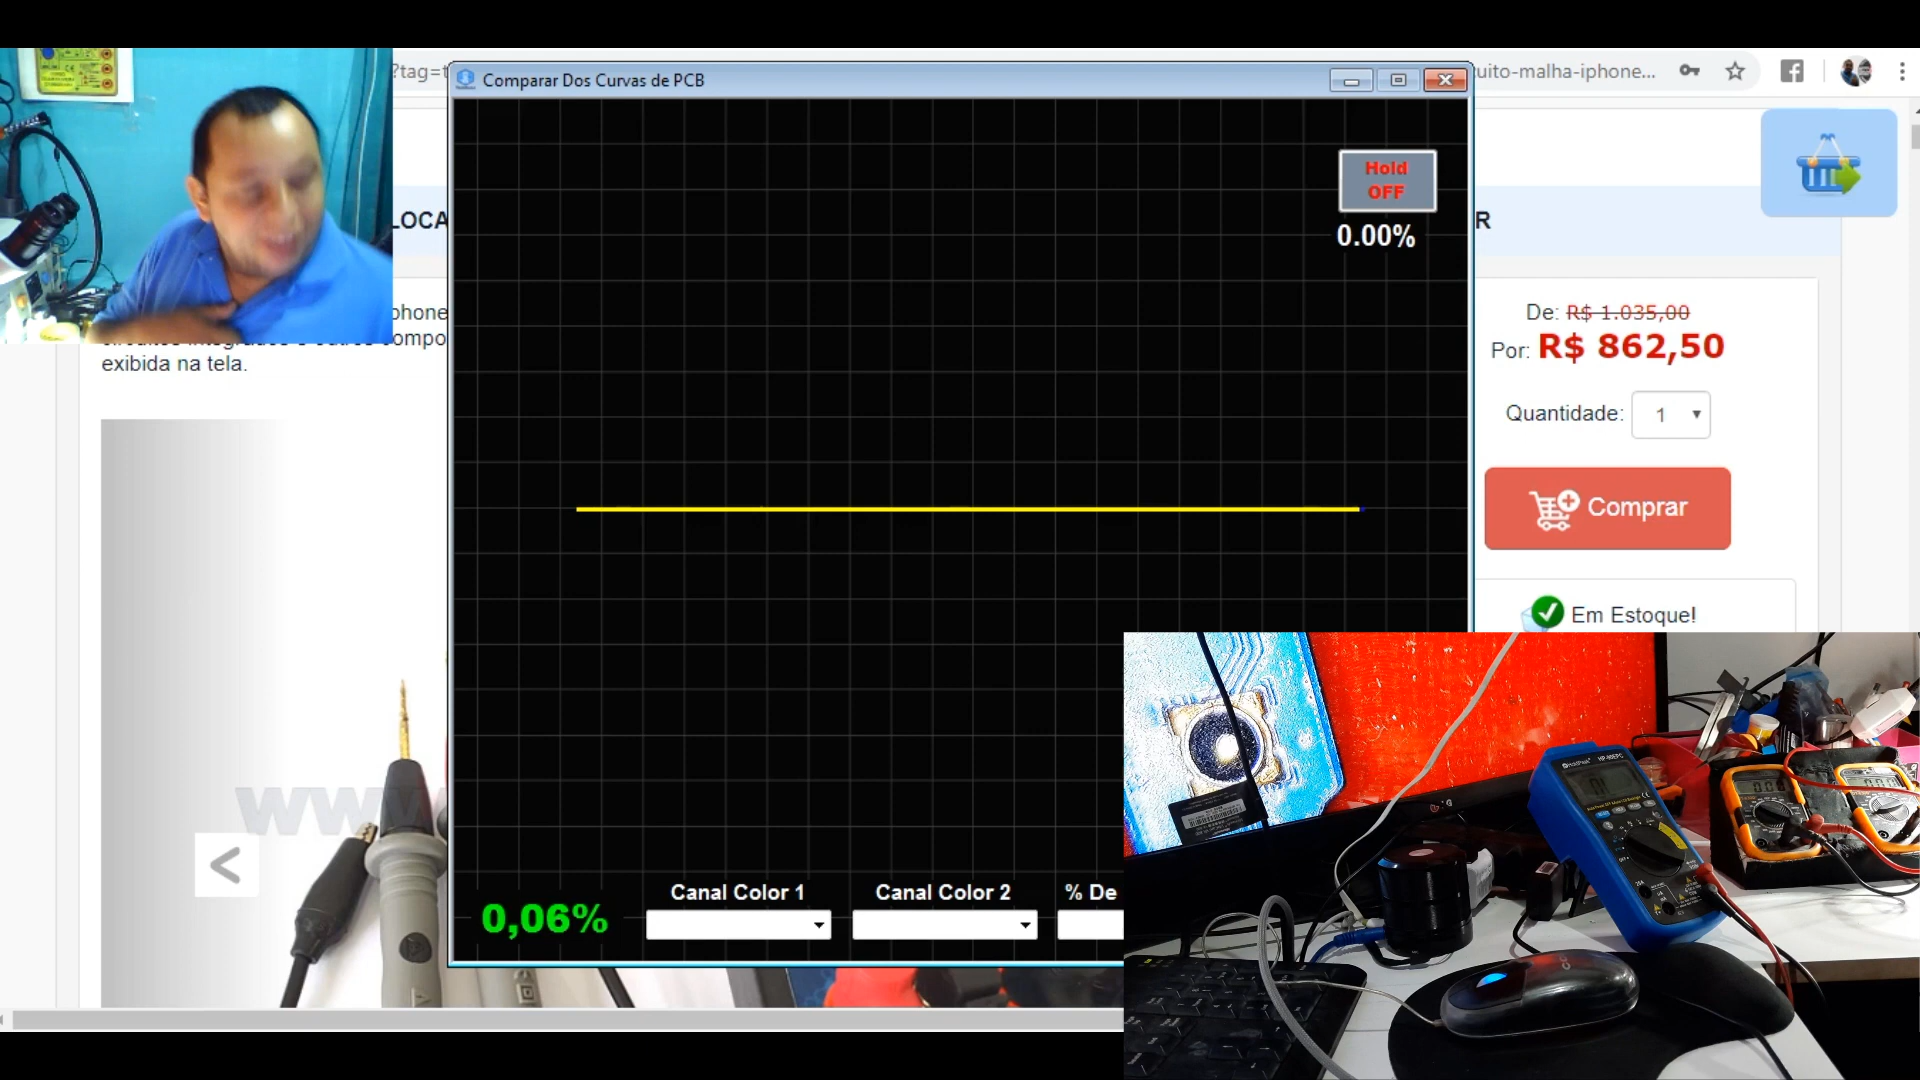 ?tag=t
Comparar Dos Curvas de PCB
uito-malha-iphone...
Hold
OFF
0.00%
LOCA
R
phone
exibida na tela.
De: R$ 1.035,00
Por: R$ 862,50
Quantidade: 1
Comprar
Em Estoque!
www
<
Canal Color 1
Canal Color 2
% De
0,06%